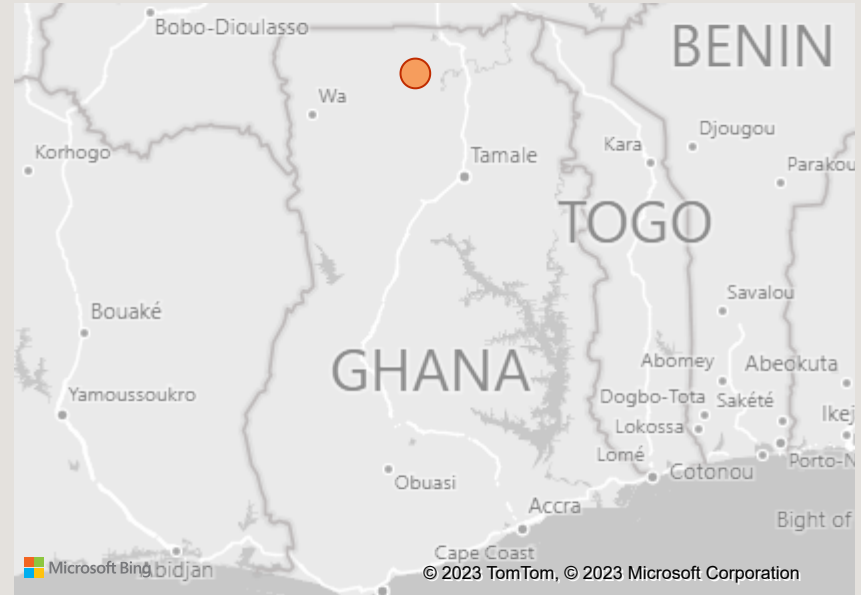 Bobo-Dioulasso
BENIN
Wa
Djougou
Korhogo
Kara
Tamale
Parakou
TOGO
Savalou
Bouaké
GHANA
Abomey
Abeokuta
Yamoussoukro
Dogbo-Tota
Sakété
Ikej
Lokossa
Lomé
Porto-N
Cotonou
Obuasi
Accra
Bight of
Cape Coast
Microsoft Bing
Abidjan
© 2023 TomTom, © 2023 Microsoft Corporation